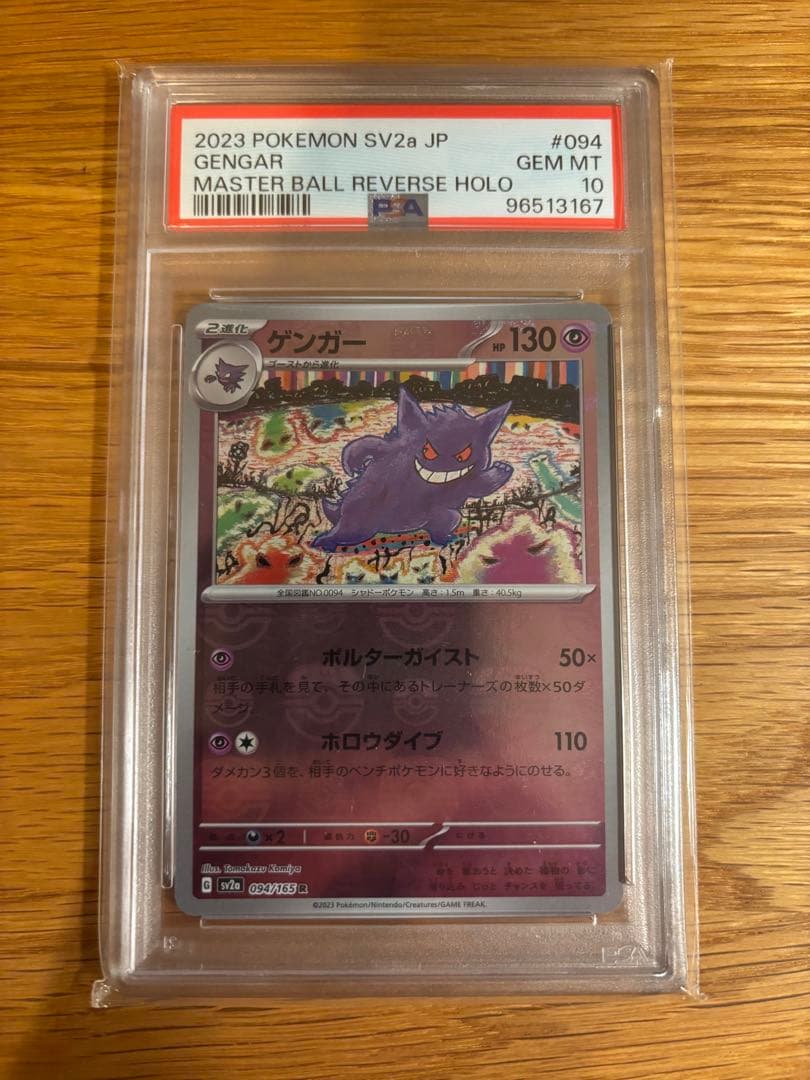 2023 POKEMON SV2a JP #094
GENGAR GEM MT
MASTER BALL REVERSE HOLO 10
PSA 96513167
2進化 ゲンガー HP 130
ゴーストから進化
全国図鑑NO.0094 シャドーポケモン 高さ:1.5m 重さ:40.5kg
ポルターガイスト 50×
相手の手札を見て、その中にあるトレーナーズの枚数×50ダ
メージ。
ホロウダイブ 110
ダメカン3個を、相手のベンチポケモンに好きなようにのせる。
×2 抵抗力 -30 にげる
Illus. Tomokazu Komiya
G sv2a 094/165 R
©2023 Pokémon/Nintendo/Creatures/GAME FREAK.
PSA